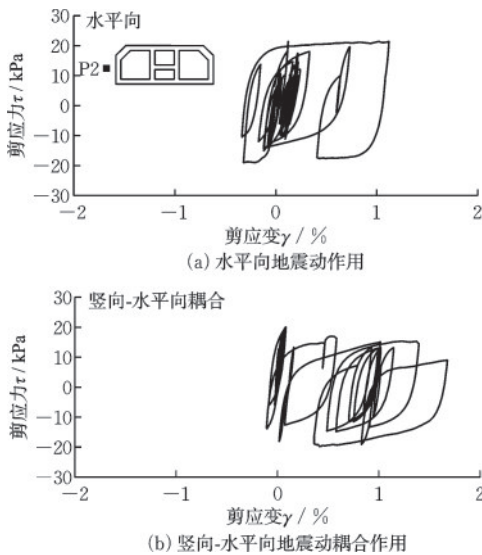 水平向
30
20
10
0
−10
−20
−30
P2
剪应力τ / kPa
−2 −1 0 1 2
剪应变γ / %
(a) 水平向地震动作用
竖向-水平向耦合
30
20
10
0
−10
−20
−30
剪应力τ / kPa
−2 −1 0 1 2
剪应变γ / %
(b) 竖向-水平向地震动耦合作用